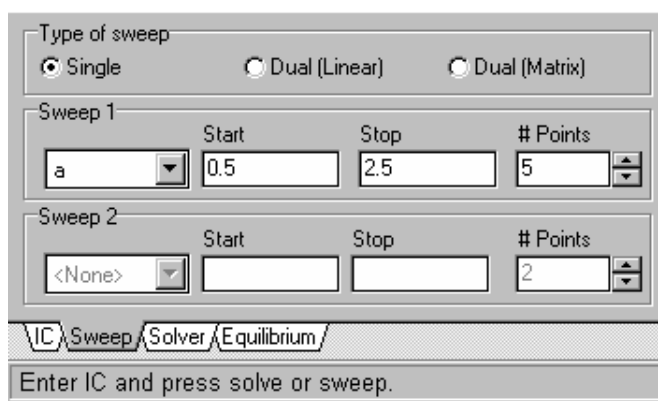 Type of sweep
Single Dual (Linear) Dual (Matrix)
Sweep 1
Start Stop # Points
a 0.5 2.5 5
Sweep 2
Start Stop # Points
<None> 2
IC Sweep Solver Equilibrium
Enter IC and press solve or sweep.